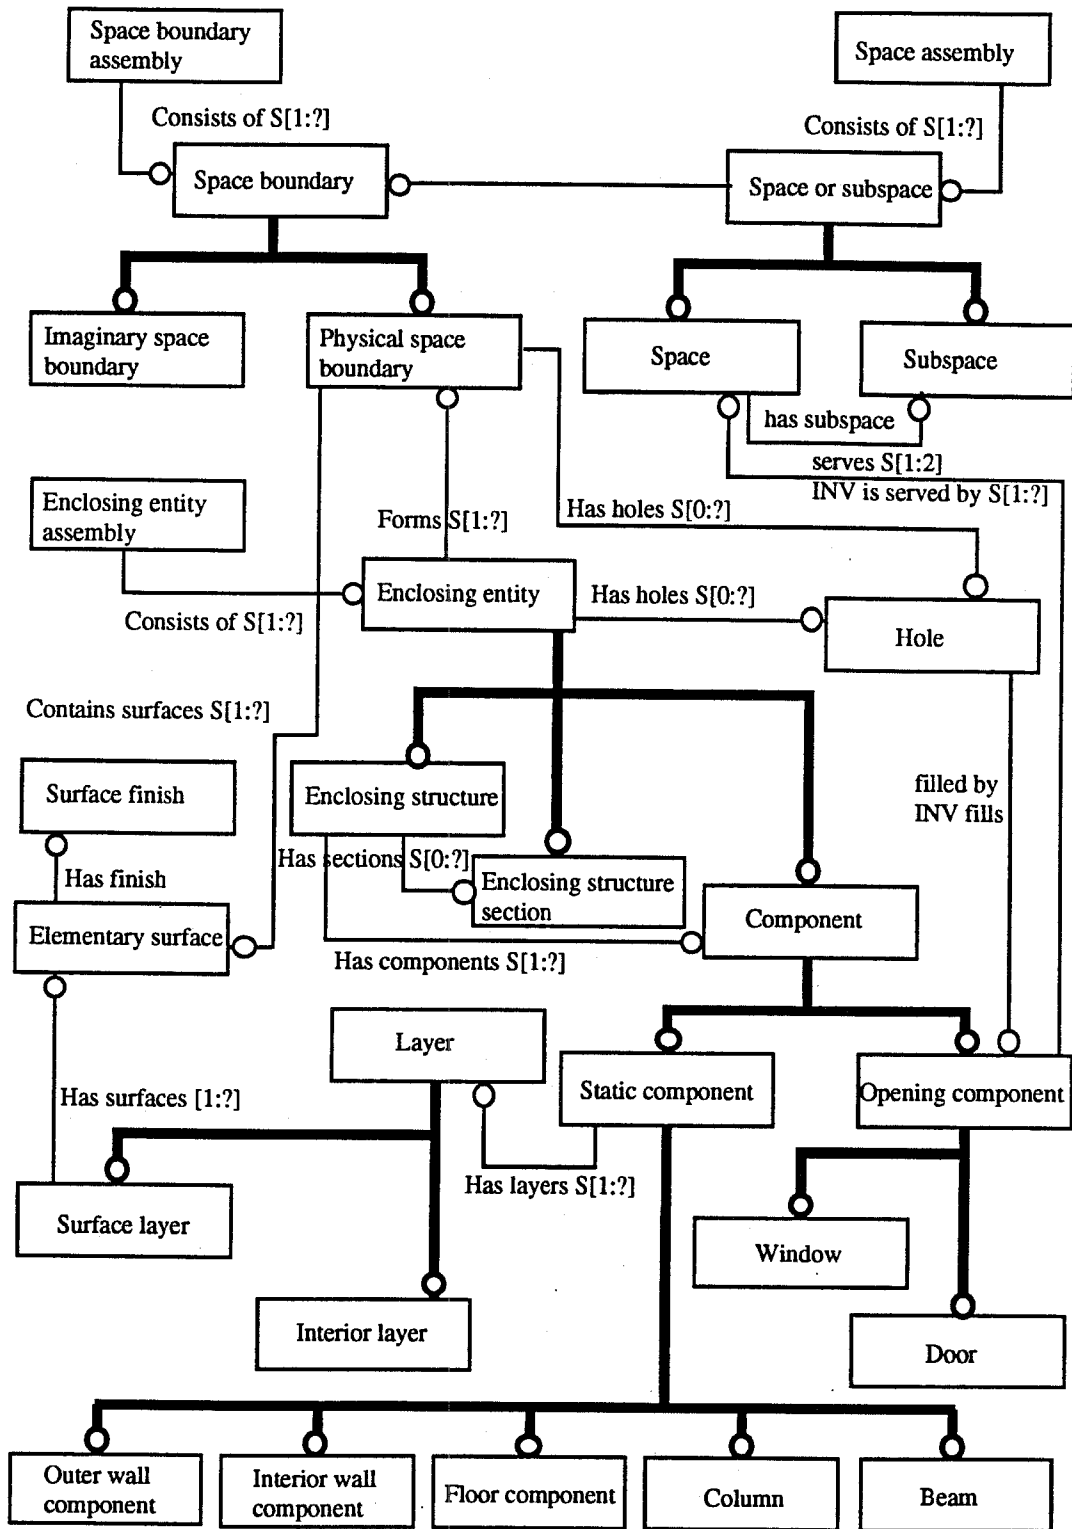 Space boundary
assembly
Space assembly
Consists of S[1:?]
Consists of S[1:?]
Space boundary
Space or subspace
Imaginary space
boundary
Physical space
boundary
Space
Subspace
has subspace
serves S[1:2]
INV is served by S[1:?]
Enclosing entity
assembly
Forms S[1:?]
Has holes S[0:?]
Enclosing entity
Has holes S[0:?]
Consists of S[1:?]
Hole
Contains surfaces S[1:?]
Surface finish
Enclosing structure
filled by
INV fills
Has sections S[0:?]
Has finish
Enclosing structure
section
Component
Elementary surface
Has components S[1:?]
Layer
Static component
Opening component
Has surfaces [1:?]
Has layers S[1:?]
Surface layer
Window
Interior layer
Door
Outer wall
component
Interior wall
component
Floor component
Column
Beam